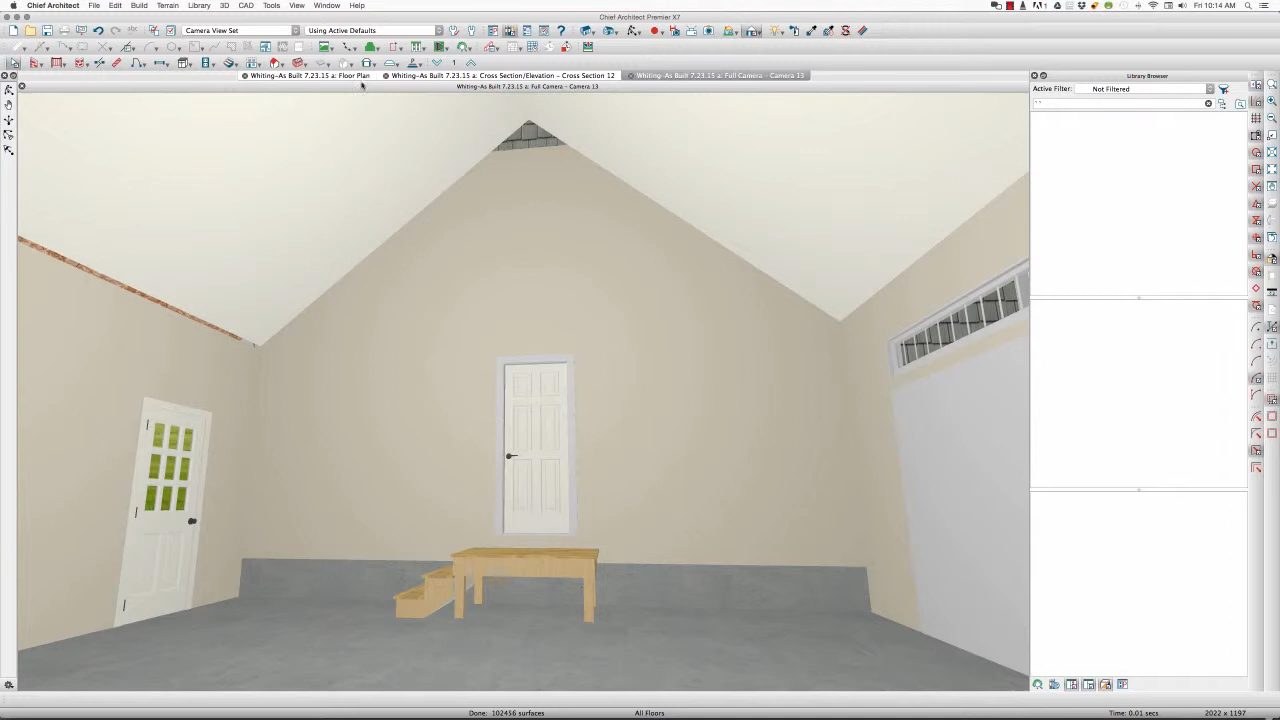 Chief Architect File Edit Build Terrain Library 3D CAD Tools View Window Help
Fri 10:14 AM
Chief Architect Premier X7
Camera View Set
Using Active Defaults
Whiting-As Built 7.23.15 a: Floor Plan
Whiting-As Built 7.23.15 a: Cross Section/Elevation - Cross Section 12
Whiting-As Built 7.23.15 a: Full Camera - Camera 13
Library Browser
Whiting-As Built 7.23.15 a: Full Camera - Camera 13
Active Filter: Not Filtered
Done: 102456 surfaces
All Floors
Time: 0.01 secs
2022 x 1197